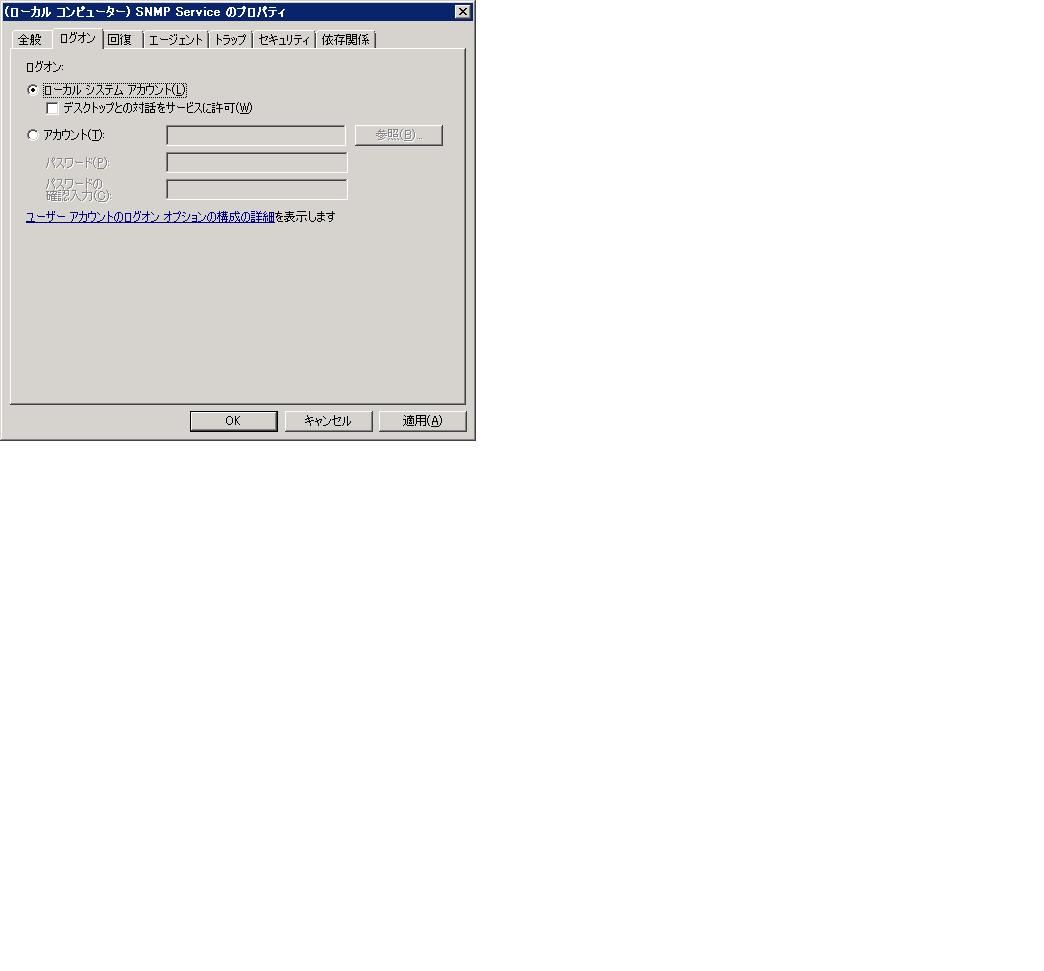 (ローカル コンピューター) SNMP Service のプロパティ
全般 ログオン 回復 エージェント トラップ セキュリティ 依存関係
ログオン:
ローカル システム アカウント(L)
デスクトップとの対話をサービスに許可(W)
アカウント(T): 参照(B)...
パスワード(P):
パスワードの
確認入力(C):
ユーザー アカウントのログオン オプションの構成の詳細を表示します
OK キャンセル 適用(A)